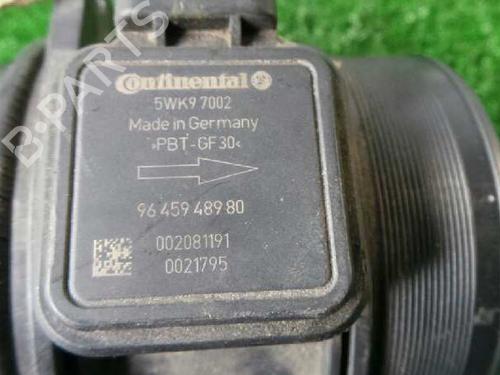 Continental
5WK9 7002
Made in Germany
»PBT-GF30«
96 459 489 80
002081191
0021795
B-PARTS